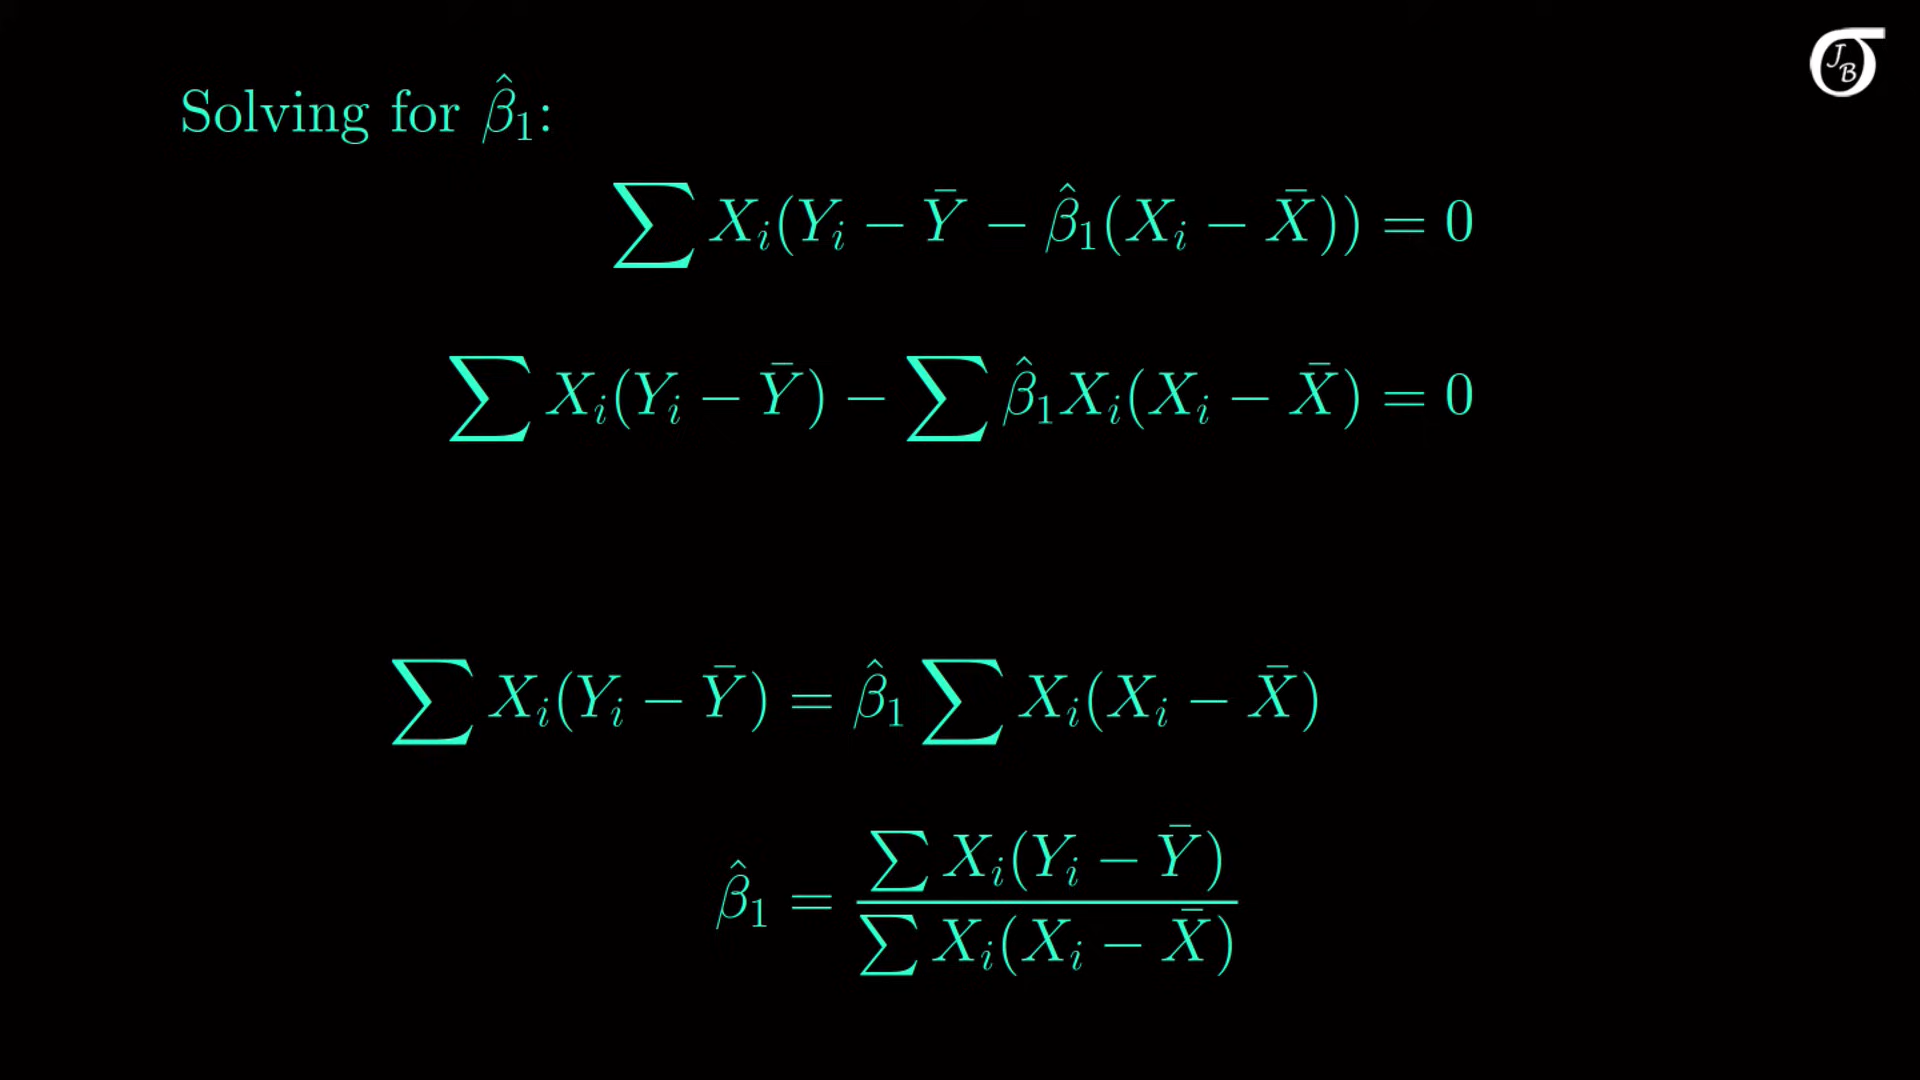 Solving for β̂₁:
∑ Xᵢ(Yᵢ − Ȳ − β̂₁(Xᵢ − X̄)) = 0
∑ Xᵢ(Yᵢ − Ȳ) − ∑ β̂₁Xᵢ(Xᵢ − X̄) = 0
∑ Xᵢ(Yᵢ − Ȳ) = β̂₁ ∑ Xᵢ(Xᵢ − X̄)
β̂₁ = ∑ Xᵢ(Yᵢ − Ȳ) / ∑ Xᵢ(Xᵢ − X̄)
JB